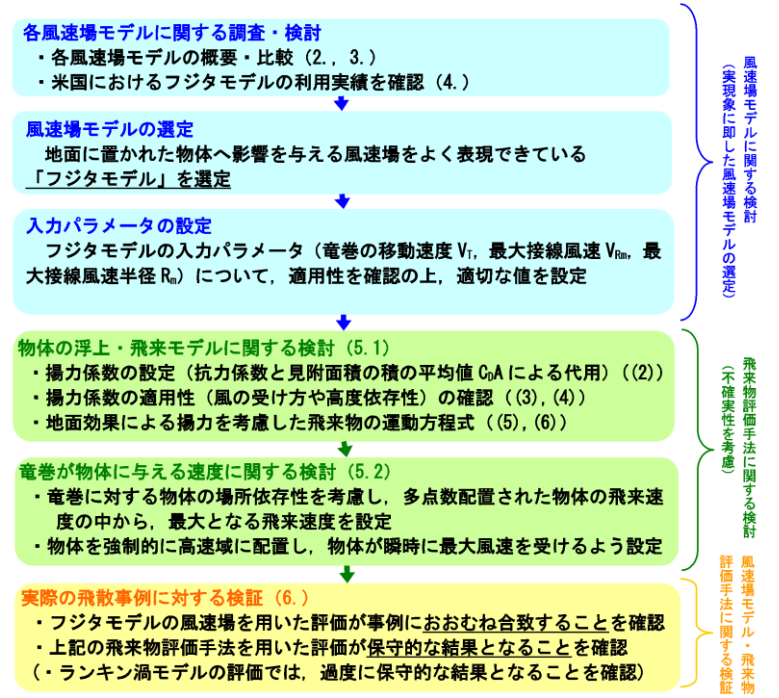 各風速場モデルに関する調査・検討
・各風速場モデルの概要・比較（2．，3．）
・米国におけるフジタモデルの利用実績を確認（4．）
風速場モデルの選定
地面に置かれた物体へ影響を与える風速場をよく表現できている
「フジタモデル」を選定
入力パラメータの設定
フジタモデルの入力パラメータ（竜巻の移動速度 VT，最大接線風速 VRm，最
大接線風速半径 Rm）について，適用性を確認の上，適切な値を設定
風速場モデルに関する検討
（実現象に即した風速場モデルの選定）
物体の浮上・飛来モデルに関する検討（5.1）
・揚力係数の設定（抗力係数と見附面積の積の平均値 CDA による代用）（(2)）
・揚力係数の適用性（風の受け方や高度依存性）の確認（(3),(4)）
・地面効果による揚力を考慮した飛来物の運動方程式（(5),(6)）
竜巻が物体に与える速度に関する検討（5.2）
・竜巻に対する物体の場所依存性を考慮し，多点数配置された物体の飛来速
度の中から，最大となる飛来速度を設定
・物体を強制的に高速域に配置し，物体が瞬時に最大風速を受けるよう設定
飛来物評価手法に関する検討
（不確実性を考慮）
実際の飛散事例に対する検証（6．）
・フジタモデルの風速場を用いた評価が事例におおむね合致することを確認
・上記の飛来物評価手法を用いた評価が保守的な結果となることを確認
（・ランキン渦モデルの評価では，過度に保守的な結果となることを確認）
風速場モデル・飛来物
評価手法に関する検証